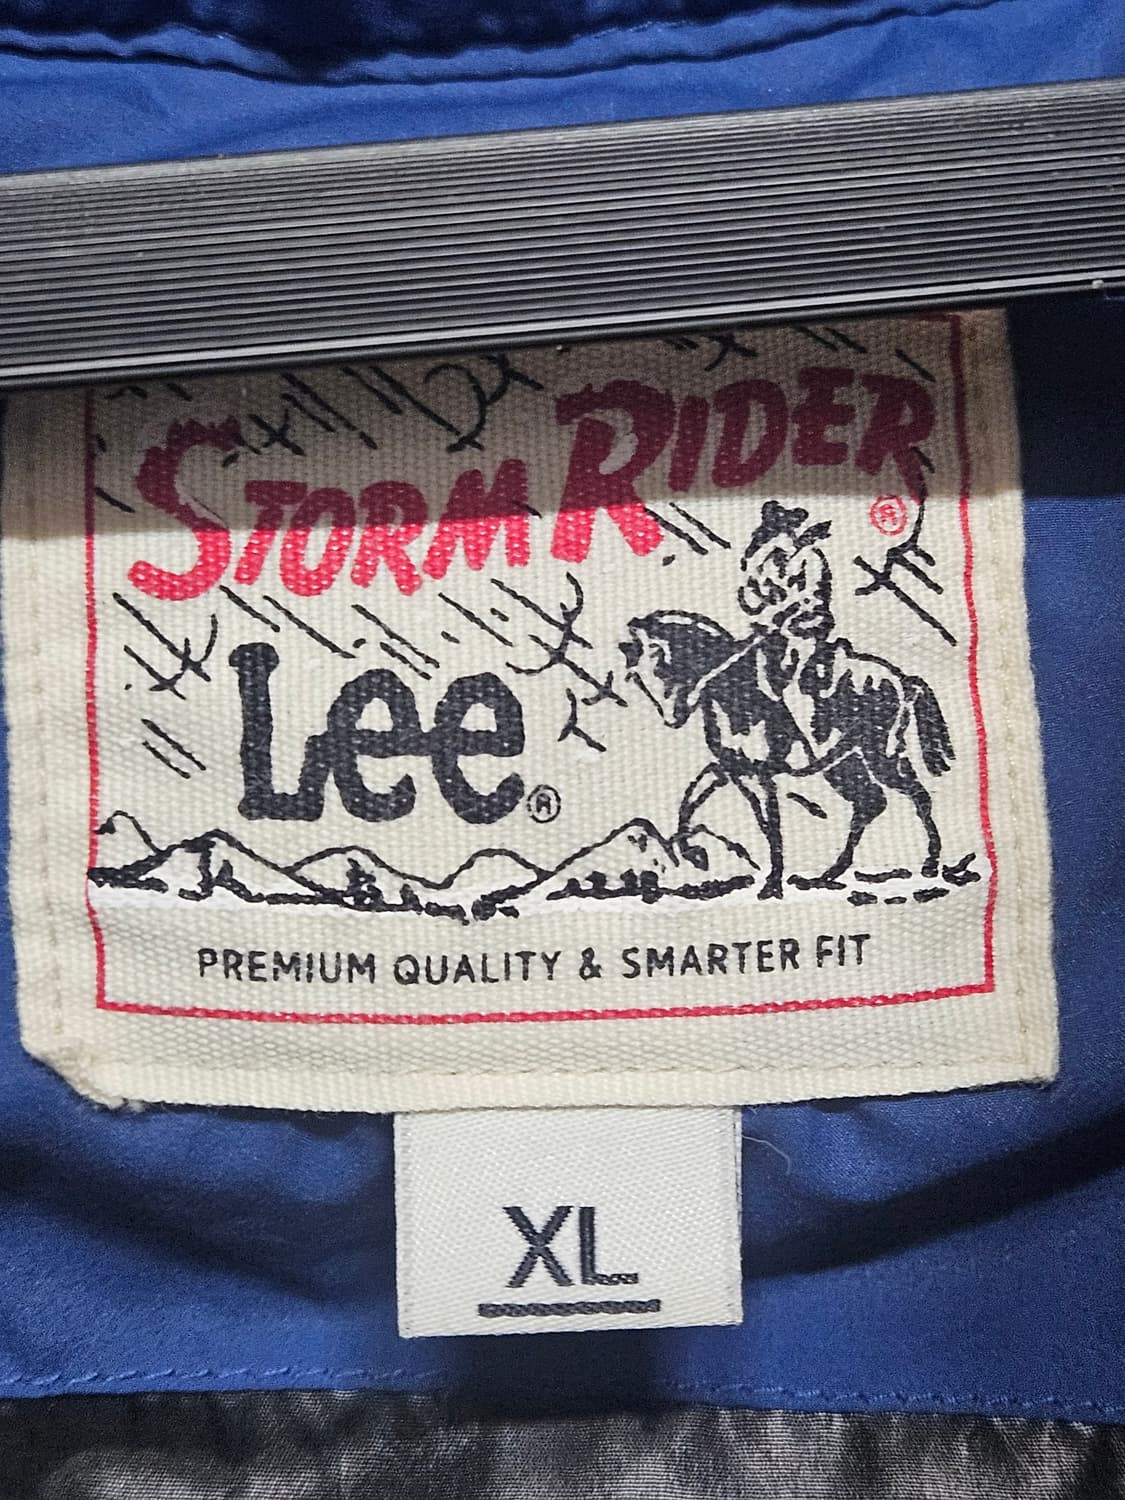 STORM RIDER ®
Lee ®
PREMIUM QUALITY & SMARTER FIT
XL